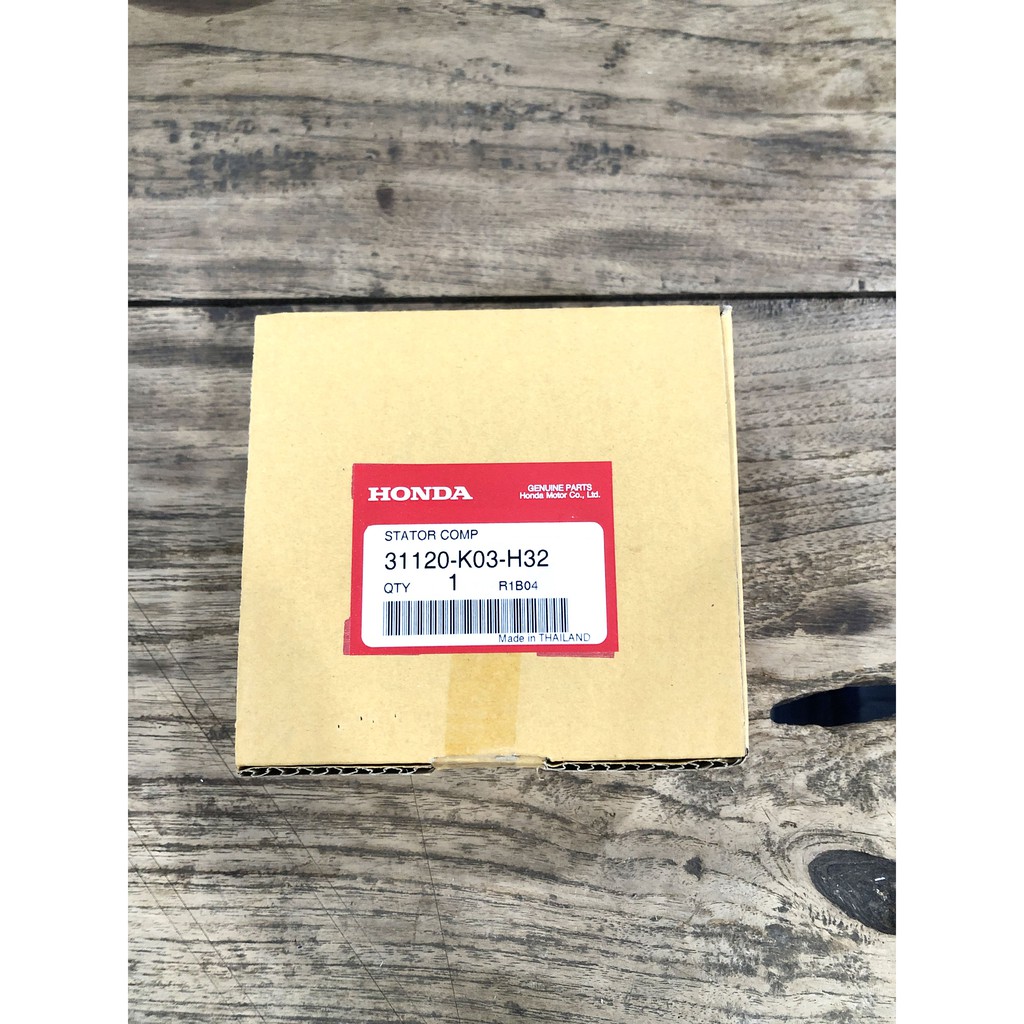 HONDA
GENUINE PARTS
Honda Motor Co., Ltd.
STATOR COMP
31120-K03-H32
QTY 1 R1B04
Made in THAILAND